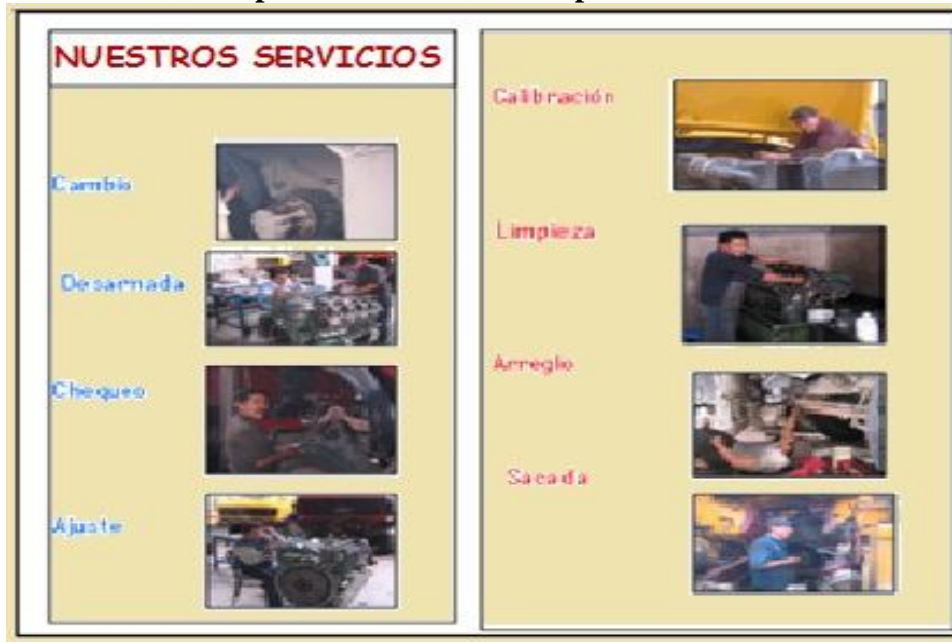 NUESTROS SERVICIOS
Cambio
Desarmada
Chequeo
Ajuste
Calibración
Limpieza
Arreglo
Sacada